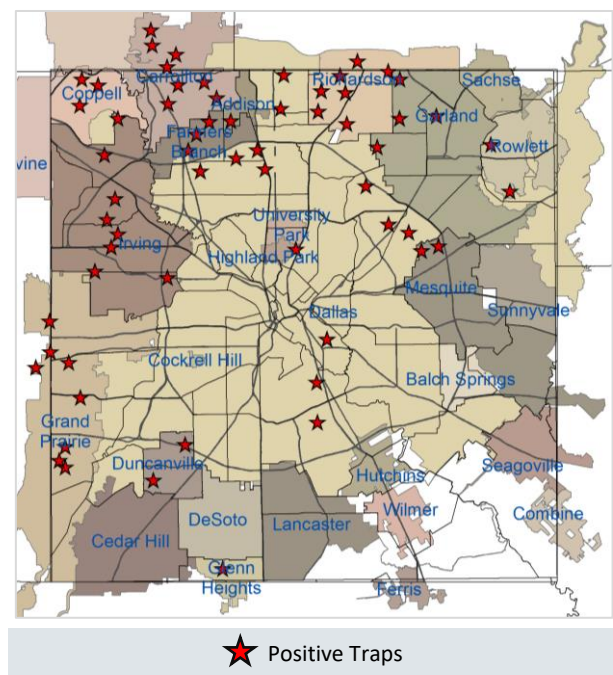 Coppell
Carrollton
Addison
Richardson
Sachse
Farmers
Branch
Garland
Rowlett
vine
University
Park
Irving
Highland Park
Mesquite
Dallas
Sunnyvale
Cockrell Hill
Balch Springs
Grand
Prairie
Duncanville
Hutchins
Seagoville
DeSoto
Lancaster
Wilmer
Combine
Cedar Hill
Glenn
Heights
Ferris
Positive Traps